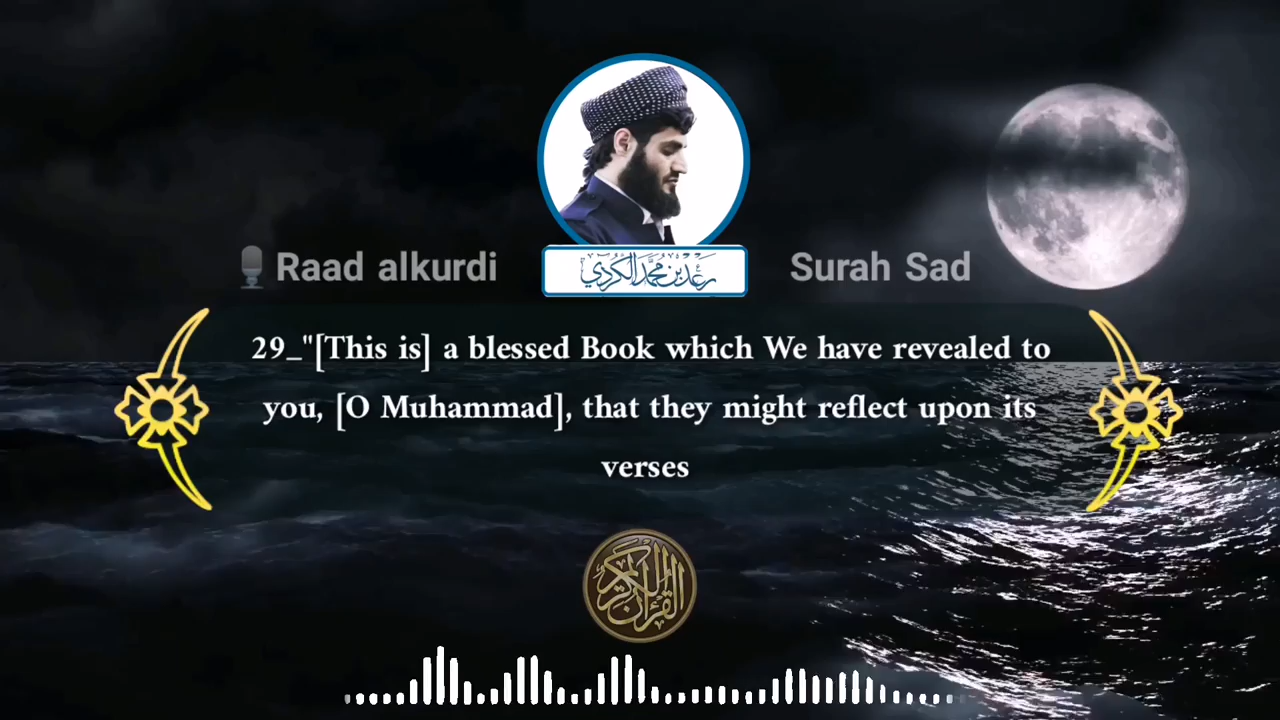 Raad alkurdi
رعد بن محمد الكردي
Surah Sad
29_"[This is] a blessed Book which We have revealed to
you, [O Muhammad], that they might reflect upon its
verses
القرآن الكريم